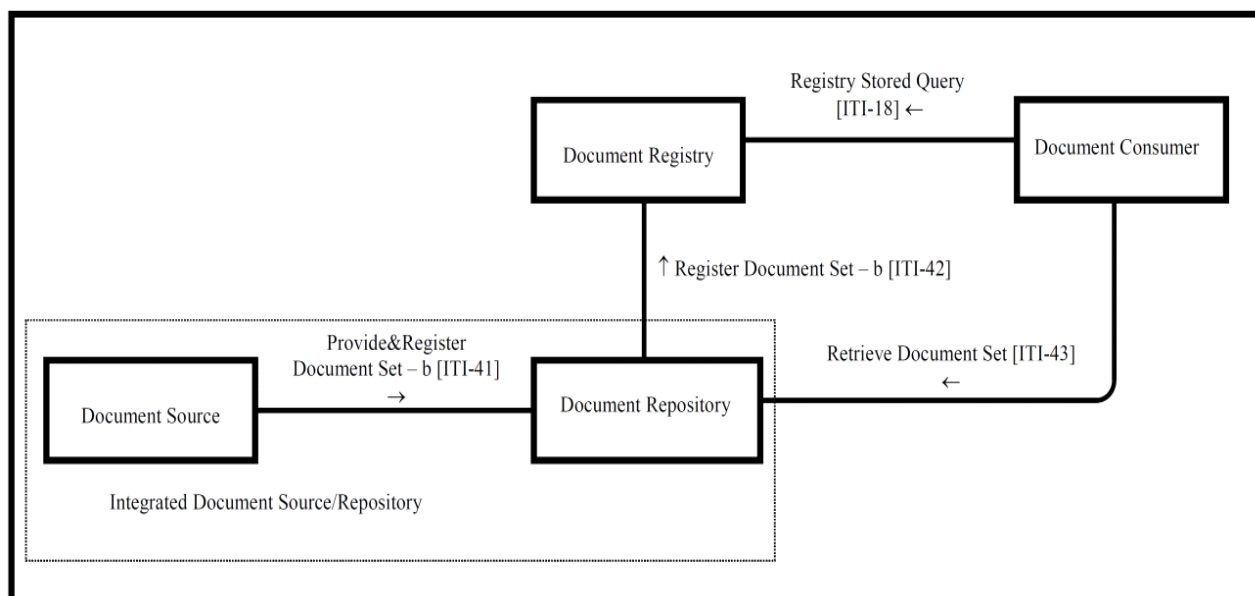 Registry Stored Query
[ITI-18] ←
Document Registry
Document Consumer
↑ Register Document Set – b [ITI-42]
Provide&Register
Document Set – b [ITI-41]
→
Retrieve Document Set [ITI-43]
←
Document Source
Document Repository
Integrated Document Source/Repository